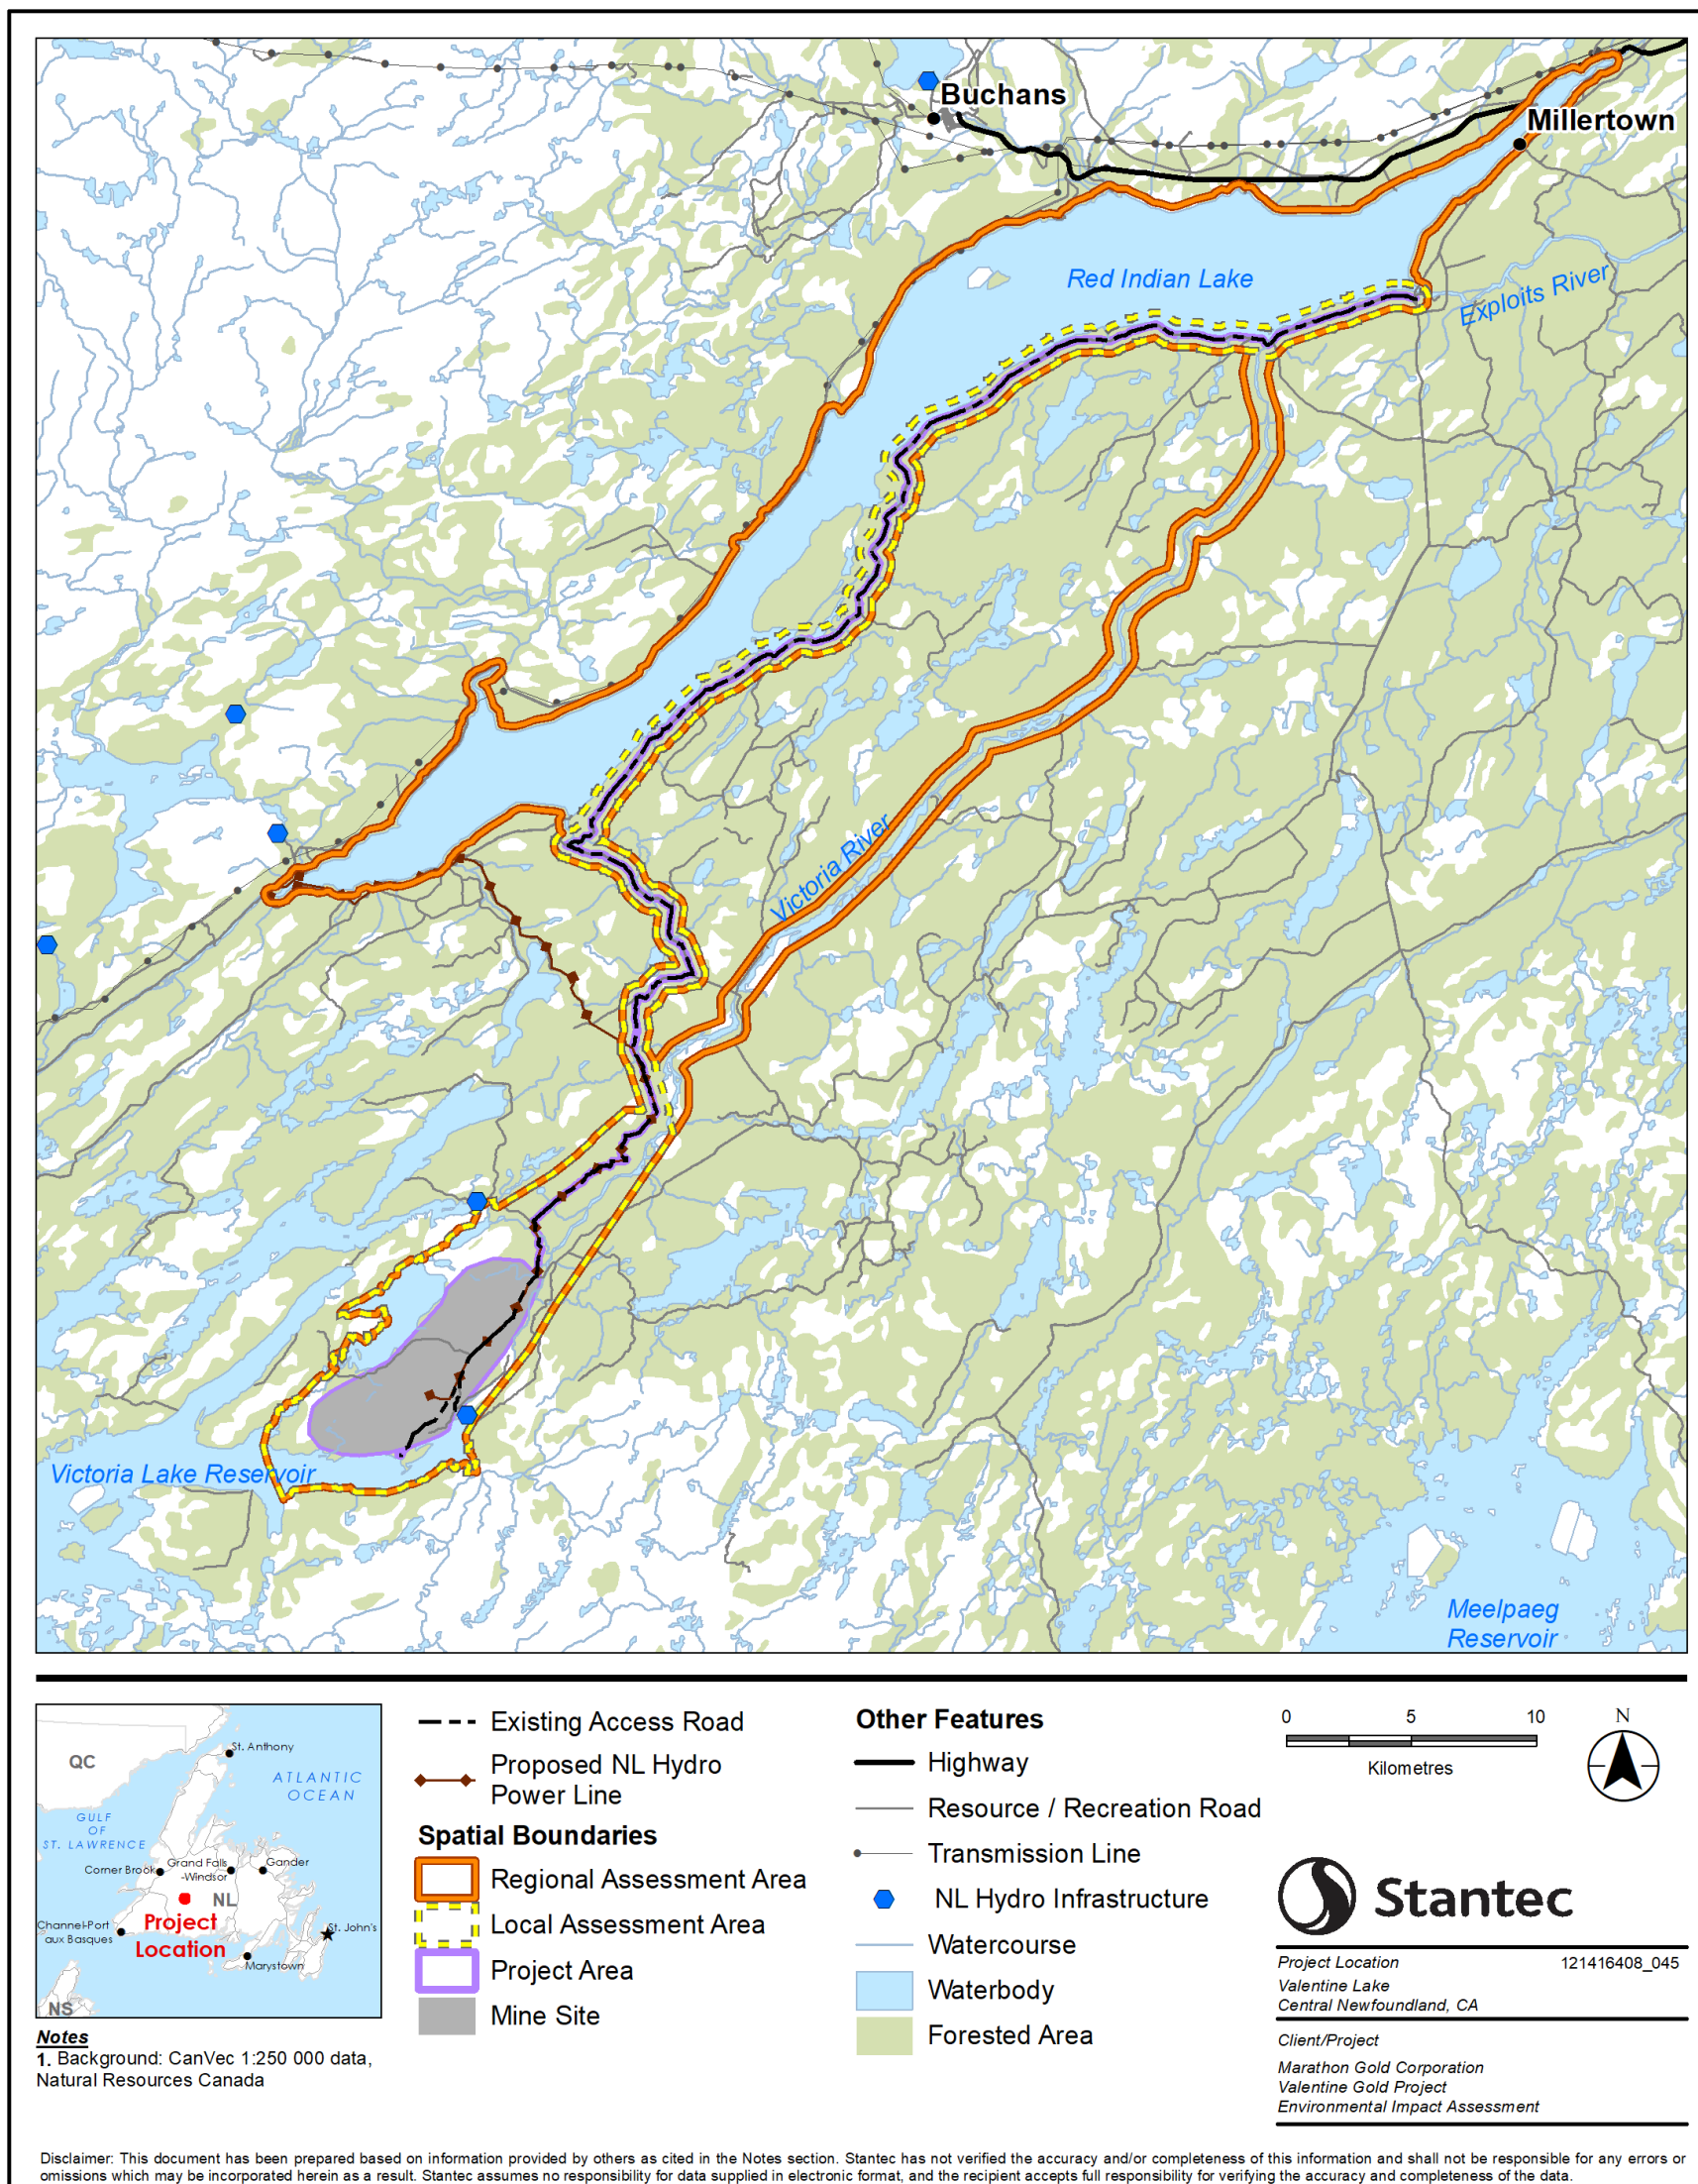 Buchans
Millertown
Red Indian Lake
Exploits River
Victoria River
Victoria Lake Reservoir
Meelpaeg
Reservoir
QC
St. Anthony
ATLANTIC
OCEAN
GULF
OF
ST. LAWRENCE
Corner Brook
Grand Falls
-Windsor
Gander
NL
Project
Location
Channel-Port
aux Basques
St. John's
Marystown
NS
Notes
1. Background: CanVec 1:250 000 data,
Natural Resources Canada
Existing Access Road
Proposed NL Hydro
Power Line
Spatial Boundaries
Regional Assessment Area
Local Assessment Area
Project Area
Mine Site
Other Features
Highway
Resource / Recreation Road
Transmission Line
NL Hydro Infrastructure
Watercourse
Waterbody
Forested Area
0 5 10
Kilometres
N
Stantec
Project Location 121416408_045
Valentine Lake
Central Newfoundland, CA
Client/Project
Marathon Gold Corporation
Valentine Gold Project
Environmental Impact Assessment
Disclaimer: This document has been prepared based on information provided by others as cited in the Notes section. Stantec has not verified the accuracy and/or completeness of this information and shall not be responsible for any errors or
omissions which may be incorporated herein as a result. Stantec assumes no responsibility for data supplied in electronic format, and the recipient accepts full responsibility for verifying the accuracy and completeness of the data.